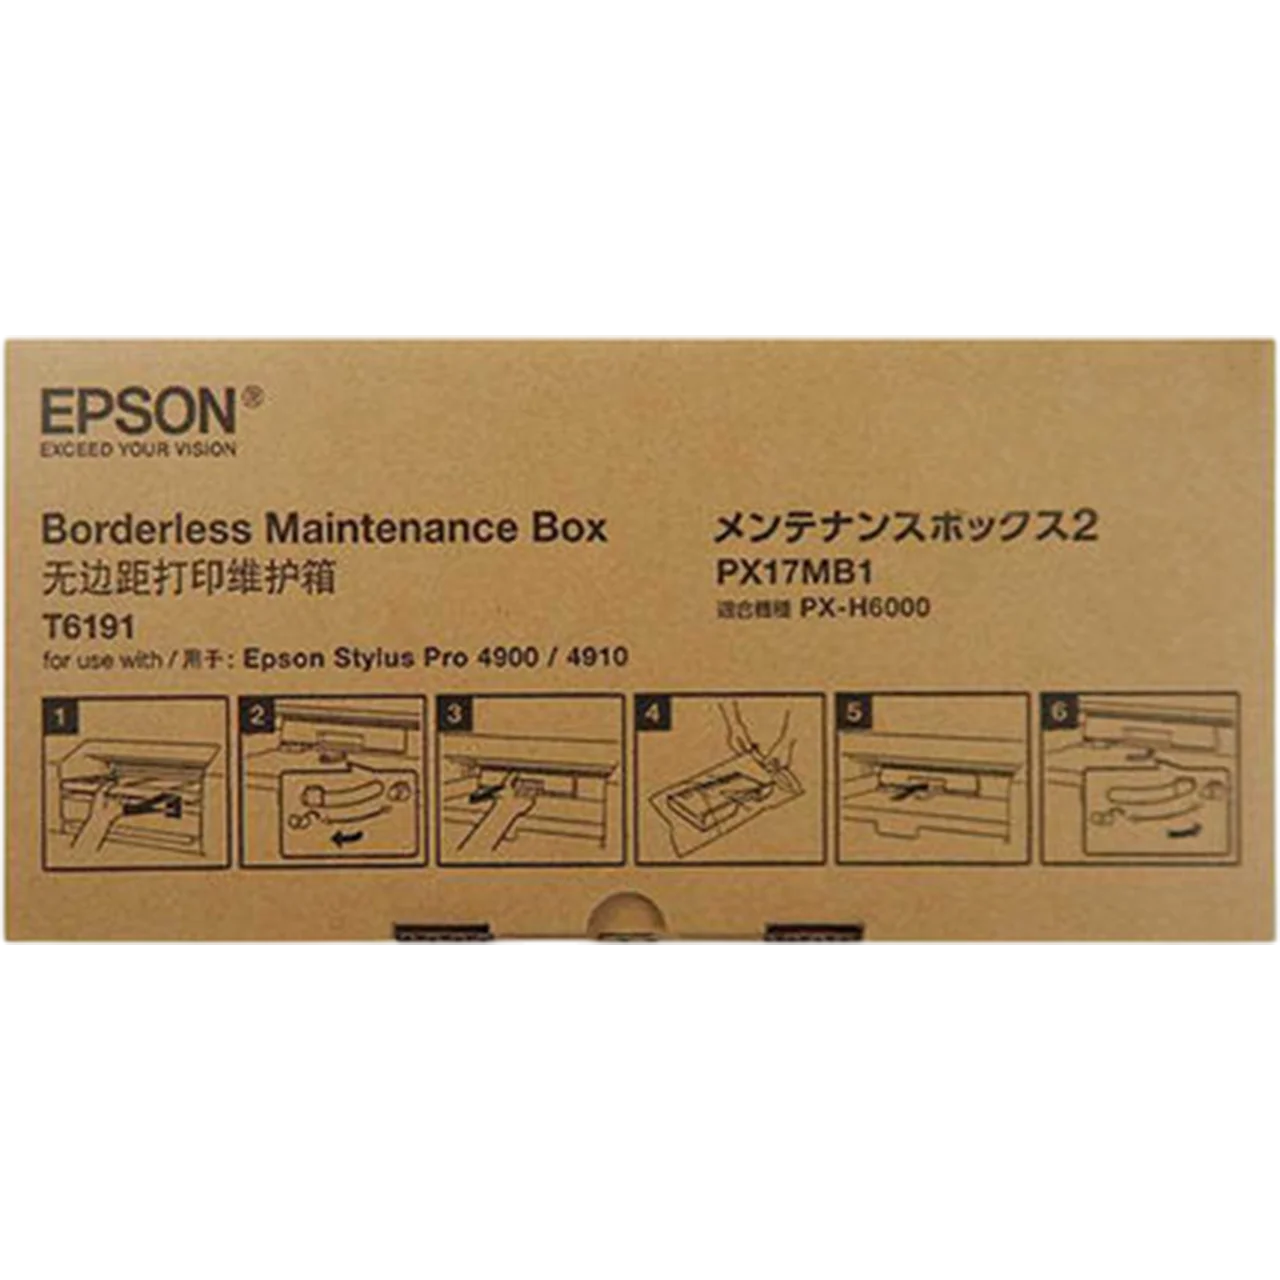 EPSON®
EXCEED YOUR VISION
Borderless Maintenance Box
无边距打印维护箱
T6191
for use with / 用于: Epson Stylus Pro 4900 / 4910
メンテナンスボックス2
PX17MB1
適合機種 PX-H6000
1
2
3
4
5
6